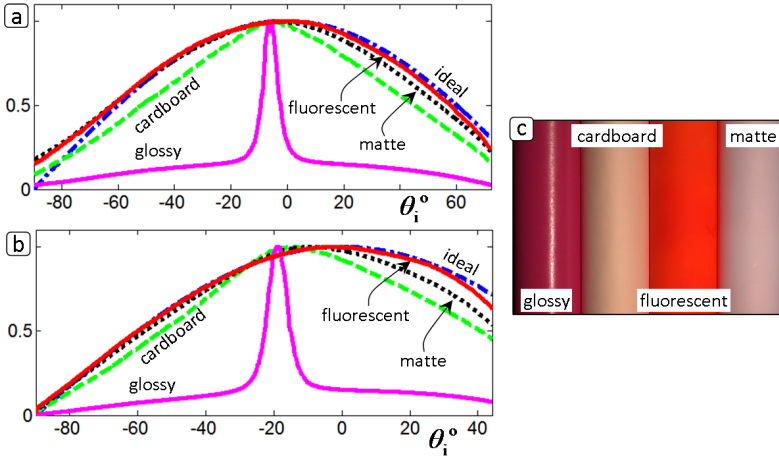 a
0.5
0
-80 -60 -40 -20 0 20 40 60
θi°
cardboard
glossy
fluorescent
matte
ideal
b
0.5
0
-80 -60 -40 -20 0 20 40
θi°
cardboard
glossy
fluorescent
matte
ideal
c
cardboard matte
glossy fluorescent